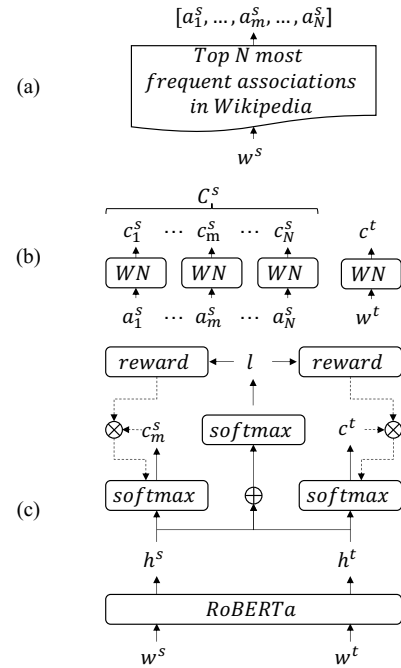 [a₁ˢ, …, aₘˢ, …, a_Nˢ]
Top N most
frequent associations
in Wikipedia
(a)
wˢ
Cˢ
c₁ˢ … cₘˢ … c_Nˢ cᵗ
(b)
WN WN WN WN
a₁ˢ … aₘˢ … a_Nˢ wᵗ
reward l reward
cₘˢ softmax cᵗ
softmax softmax
(c)
hˢ hᵗ
RoBERTa
wˢ wᵗ